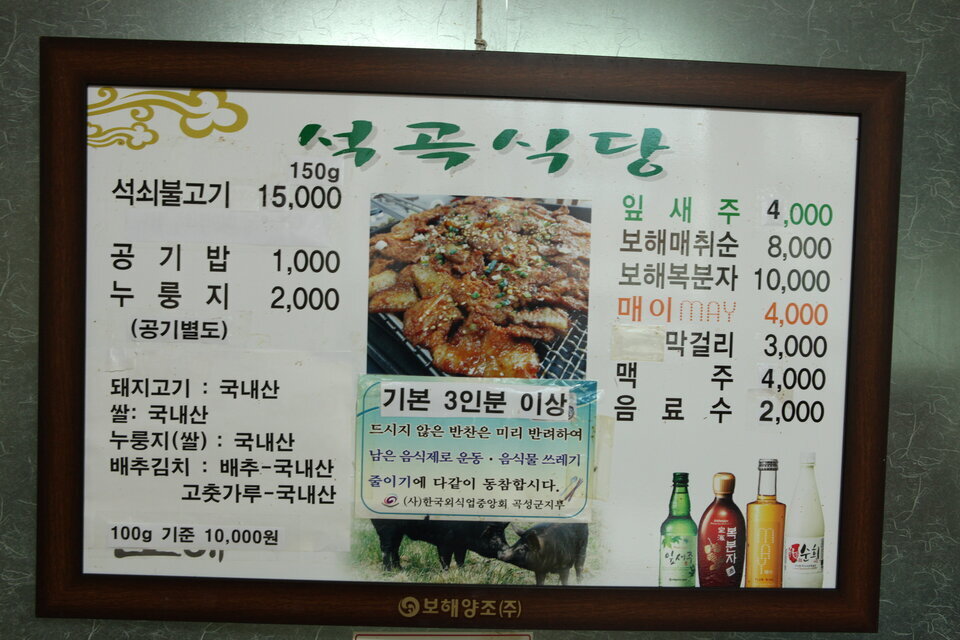 석곡식당
150g
석쇠불고기 15,000
공기밥 1,000
누룽지 2,000
(공기별도)
돼지고기 : 국내산
쌀: 국내산
누룽지(쌀) : 국내산
배추김치 : 배추-국내산
고춧가루-국내산
100g 기준 10,000원
기본 3인분 이상
드시지 않은 반찬은 미리 반려하여
남은 음식제로 운동 · 음식물 쓰레기
줄이기에 다같이 동참합시다.
(사)한국외식업중앙회 곡성군지부
잎새주 4,000
보해매취순 8,000
보해복분자 10,000
매이 MAY 4,000
막걸리 3,000
맥주 4,000
음료수 2,000
잎새주
복분자
MAY
순희
보해양조(주)